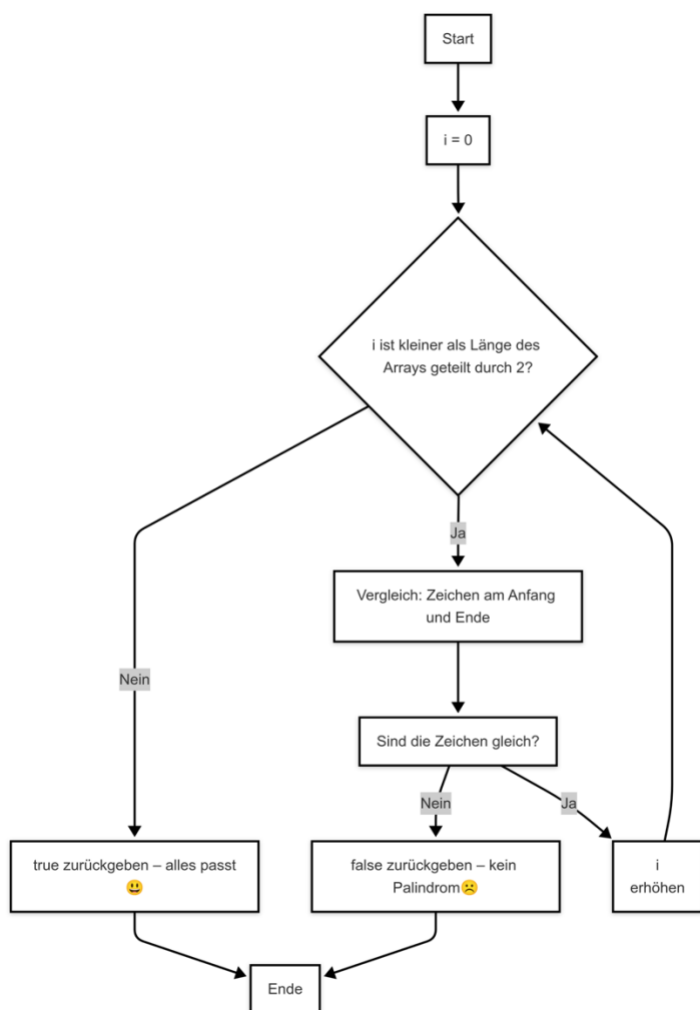 Start
i = 0
i ist kleiner als Länge des
Arrays geteilt durch 2?
Ja
Vergleich: Zeichen am Anfang
und Ende
Nein
Sind die Zeichen gleich?
Nein
Ja
true zurückgeben – alles passt
😃
false zurückgeben – kein
Palindrom☹️
i
erhöhen
Ende